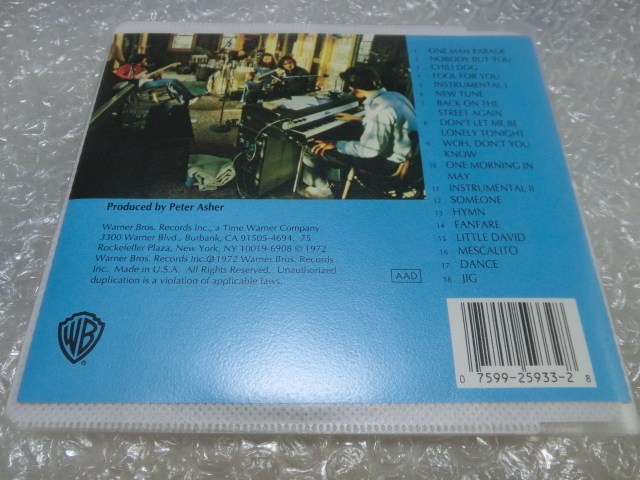 1 ONE MAN PARADE
2 NOBODY BUT YOU
3 CHILI DOG
4 FOOL FOR YOU
5 INSTRUMENTAL I
6 NEW TUNE
7 BACK ON THE
STREET AGAIN
8 DON'T LET ME BE
LONELY TONIGHT
9 WOH, DON'T YOU
KNOW
10 ONE MORNING IN
MAY
11 INSTRUMENTAL II
12 SOMEONE
13 HYMN
14 FANFARE
15 LITTLE DAVID
16 MESCALITO
17 DANCE
18 JIG
Produced by Peter Asher
Warner Bros. Records Inc., a Time Warner Company.
3300 Warner Blvd., Burbank, CA 91505-4694. 75
Rockefeller Plaza, New York, NY 10019-6908 © 1972
Warner Bros. Records Inc. ℗ 1972 Warner Bros. Records
Inc. Made in U.S.A. All Rights Reserved. Unauthorized
duplication is a violation of applicable laws.
AAD
WB
®
0 7599-25933-2 8